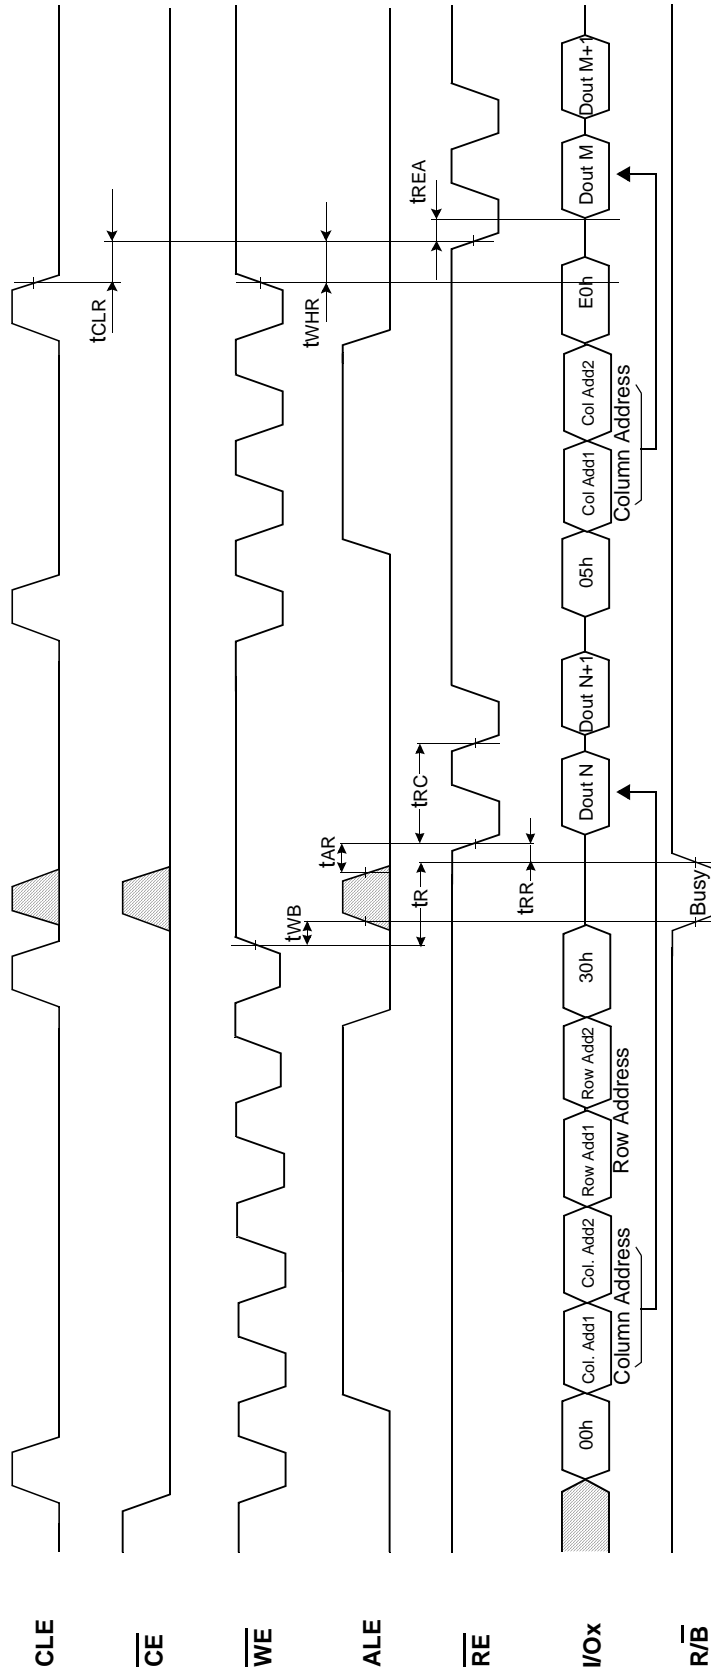 CLE
CE
WE
ALE
RE
I/Ox
R/B
tCLR
tWHR
tWB
tAR
tR
tRC
tRR
tREA
00h
Col. Add1
Col. Add2
Row Add1
Row Add2
30h
Dout N
Dout N+1
05h
Col Add1
Col Add2
E0h
Dout M
Dout M+1
Column Address
Row Address
Column Address
Busy